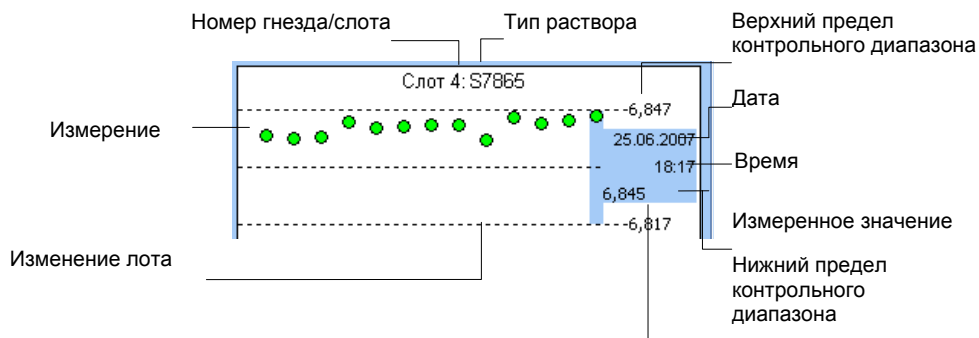 Номер гнезда/слота
Тип раствора
Верхний предел
контрольного диапазона
Слот 4: S7865
6,847
Дата
Измерение
25.06.2007
18:17
Время
6,845
Измеренное значение
6,817
Изменение лота
Нижний предел
контрольного
диапазона